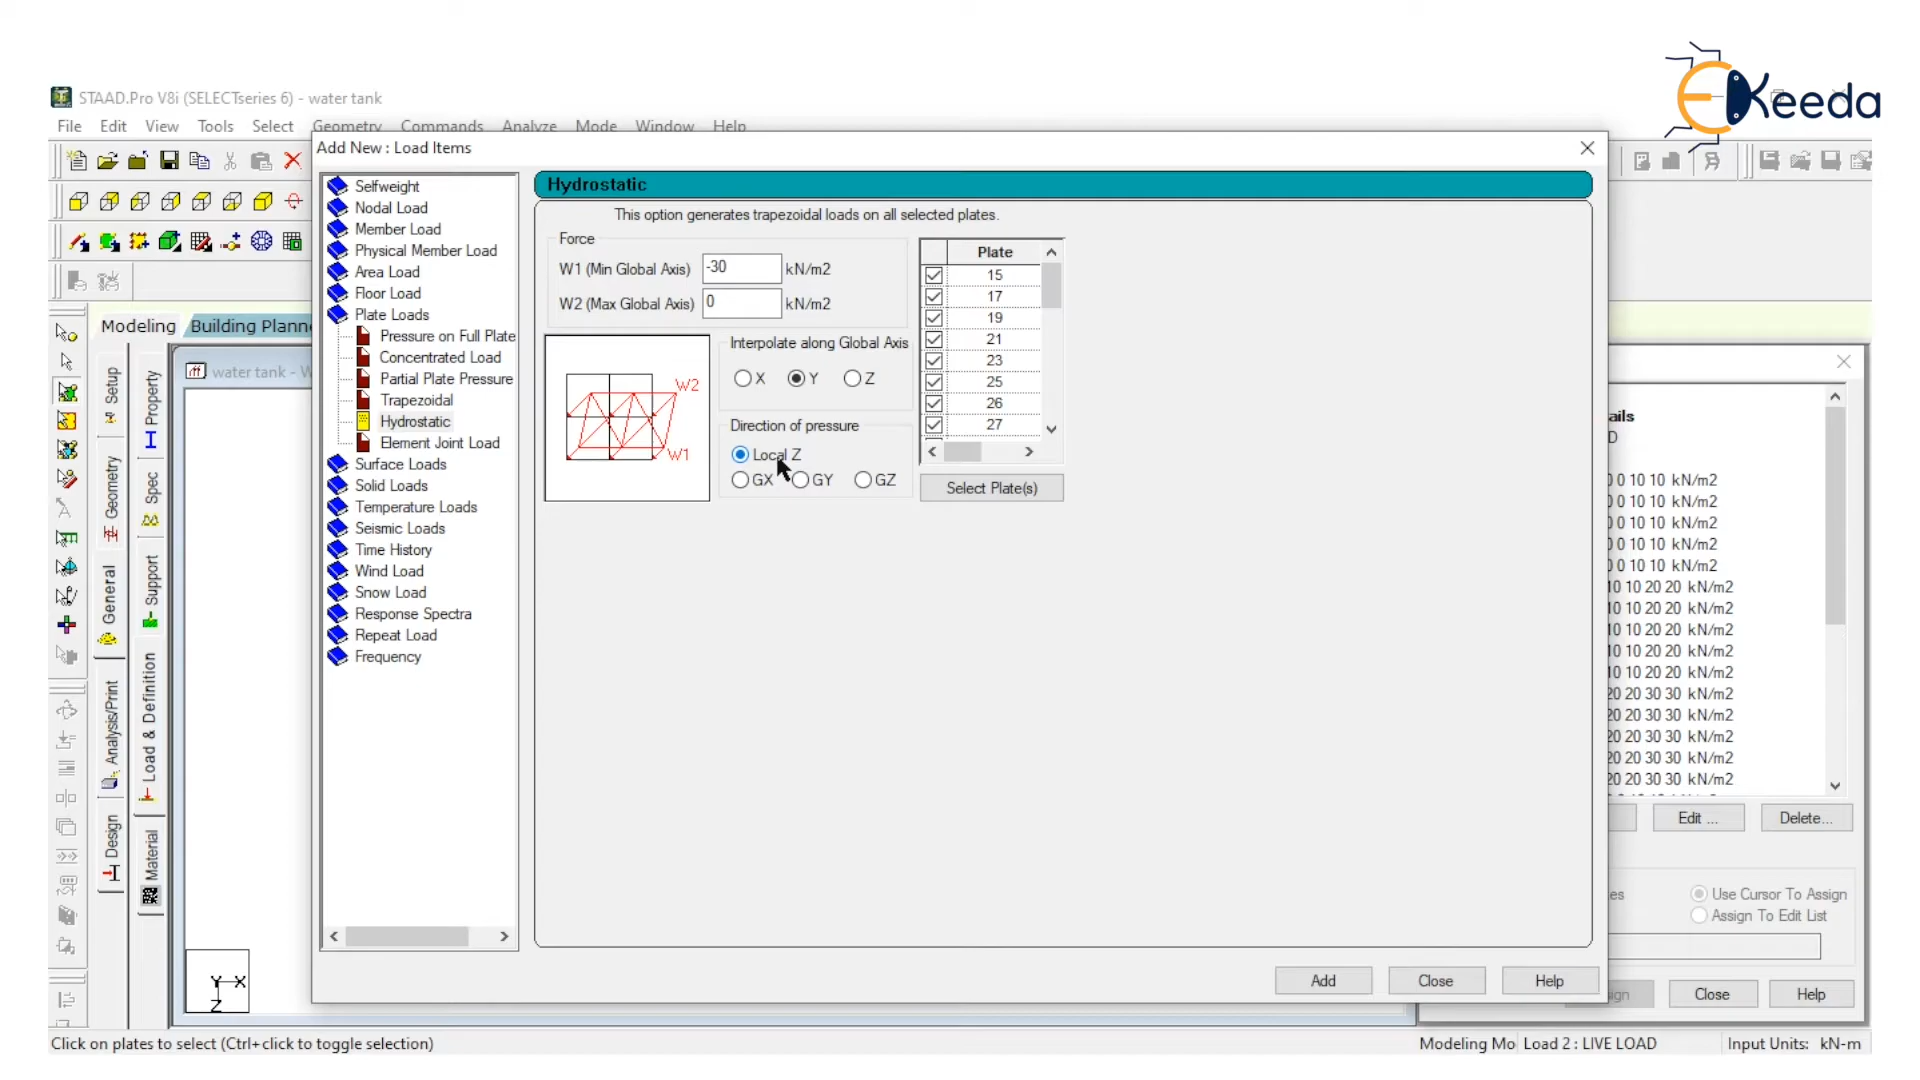 EKeeda
STAAD.Pro V8i (SELECTseries 6) - water tank
File Edit View Tools Select Geometry Commands Analyze Mode Window Help
Add New : Load Items
Selfweight
Nodal Load
Member Load
Physical Member Load
Area Load
Floor Load
Plate Loads
Pressure on Full Plate
Concentrated Load
Partial Plate Pressure
Trapezoidal
Hydrostatic
Element Joint Load
Surface Loads
Solid Loads
Temperature Loads
Seismic Loads
Time History
Wind Load
Snow Load
Response Spectra
Repeat Load
Frequency
Hydrostatic
This option generates trapezoidal loads on all selected plates.
Force
W1 (Min Global Axis) -30 kN/m2
W2 (Max Global Axis) 0 kN/m2
W2
W1
Interpolate along Global Axis
X Y Z
Direction of pressure
Local Z
GX GY GZ
Plate
15
17
19
21
23
25
26
27
Select Plate(s)
Add Close Help
Modeling Building Plann
water tank - W
Setup
Geometry
General
Analysis/Print
Design
Property
Spec
Support
Load & Definition
Material
Y X
Z
ails
D
0 0 10 10 kN/m2
0 0 10 10 kN/m2
0 0 10 10 kN/m2
0 0 10 10 kN/m2
0 0 10 10 kN/m2
10 10 20 20 kN/m2
10 10 20 20 kN/m2
10 10 20 20 kN/m2
10 10 20 20 kN/m2
10 10 20 20 kN/m2
20 20 30 30 kN/m2
20 20 30 30 kN/m2
20 20 30 30 kN/m2
20 20 30 30 kN/m2
20 20 30 30 kN/m2
Edit ... Delete...
es Use Cursor To Assign
Assign To Edit List
gn Close Help
Click on plates to select (Ctrl+click to toggle selection)
Modeling Mo Load 2 : LIVE LOAD Input Units: kN-m